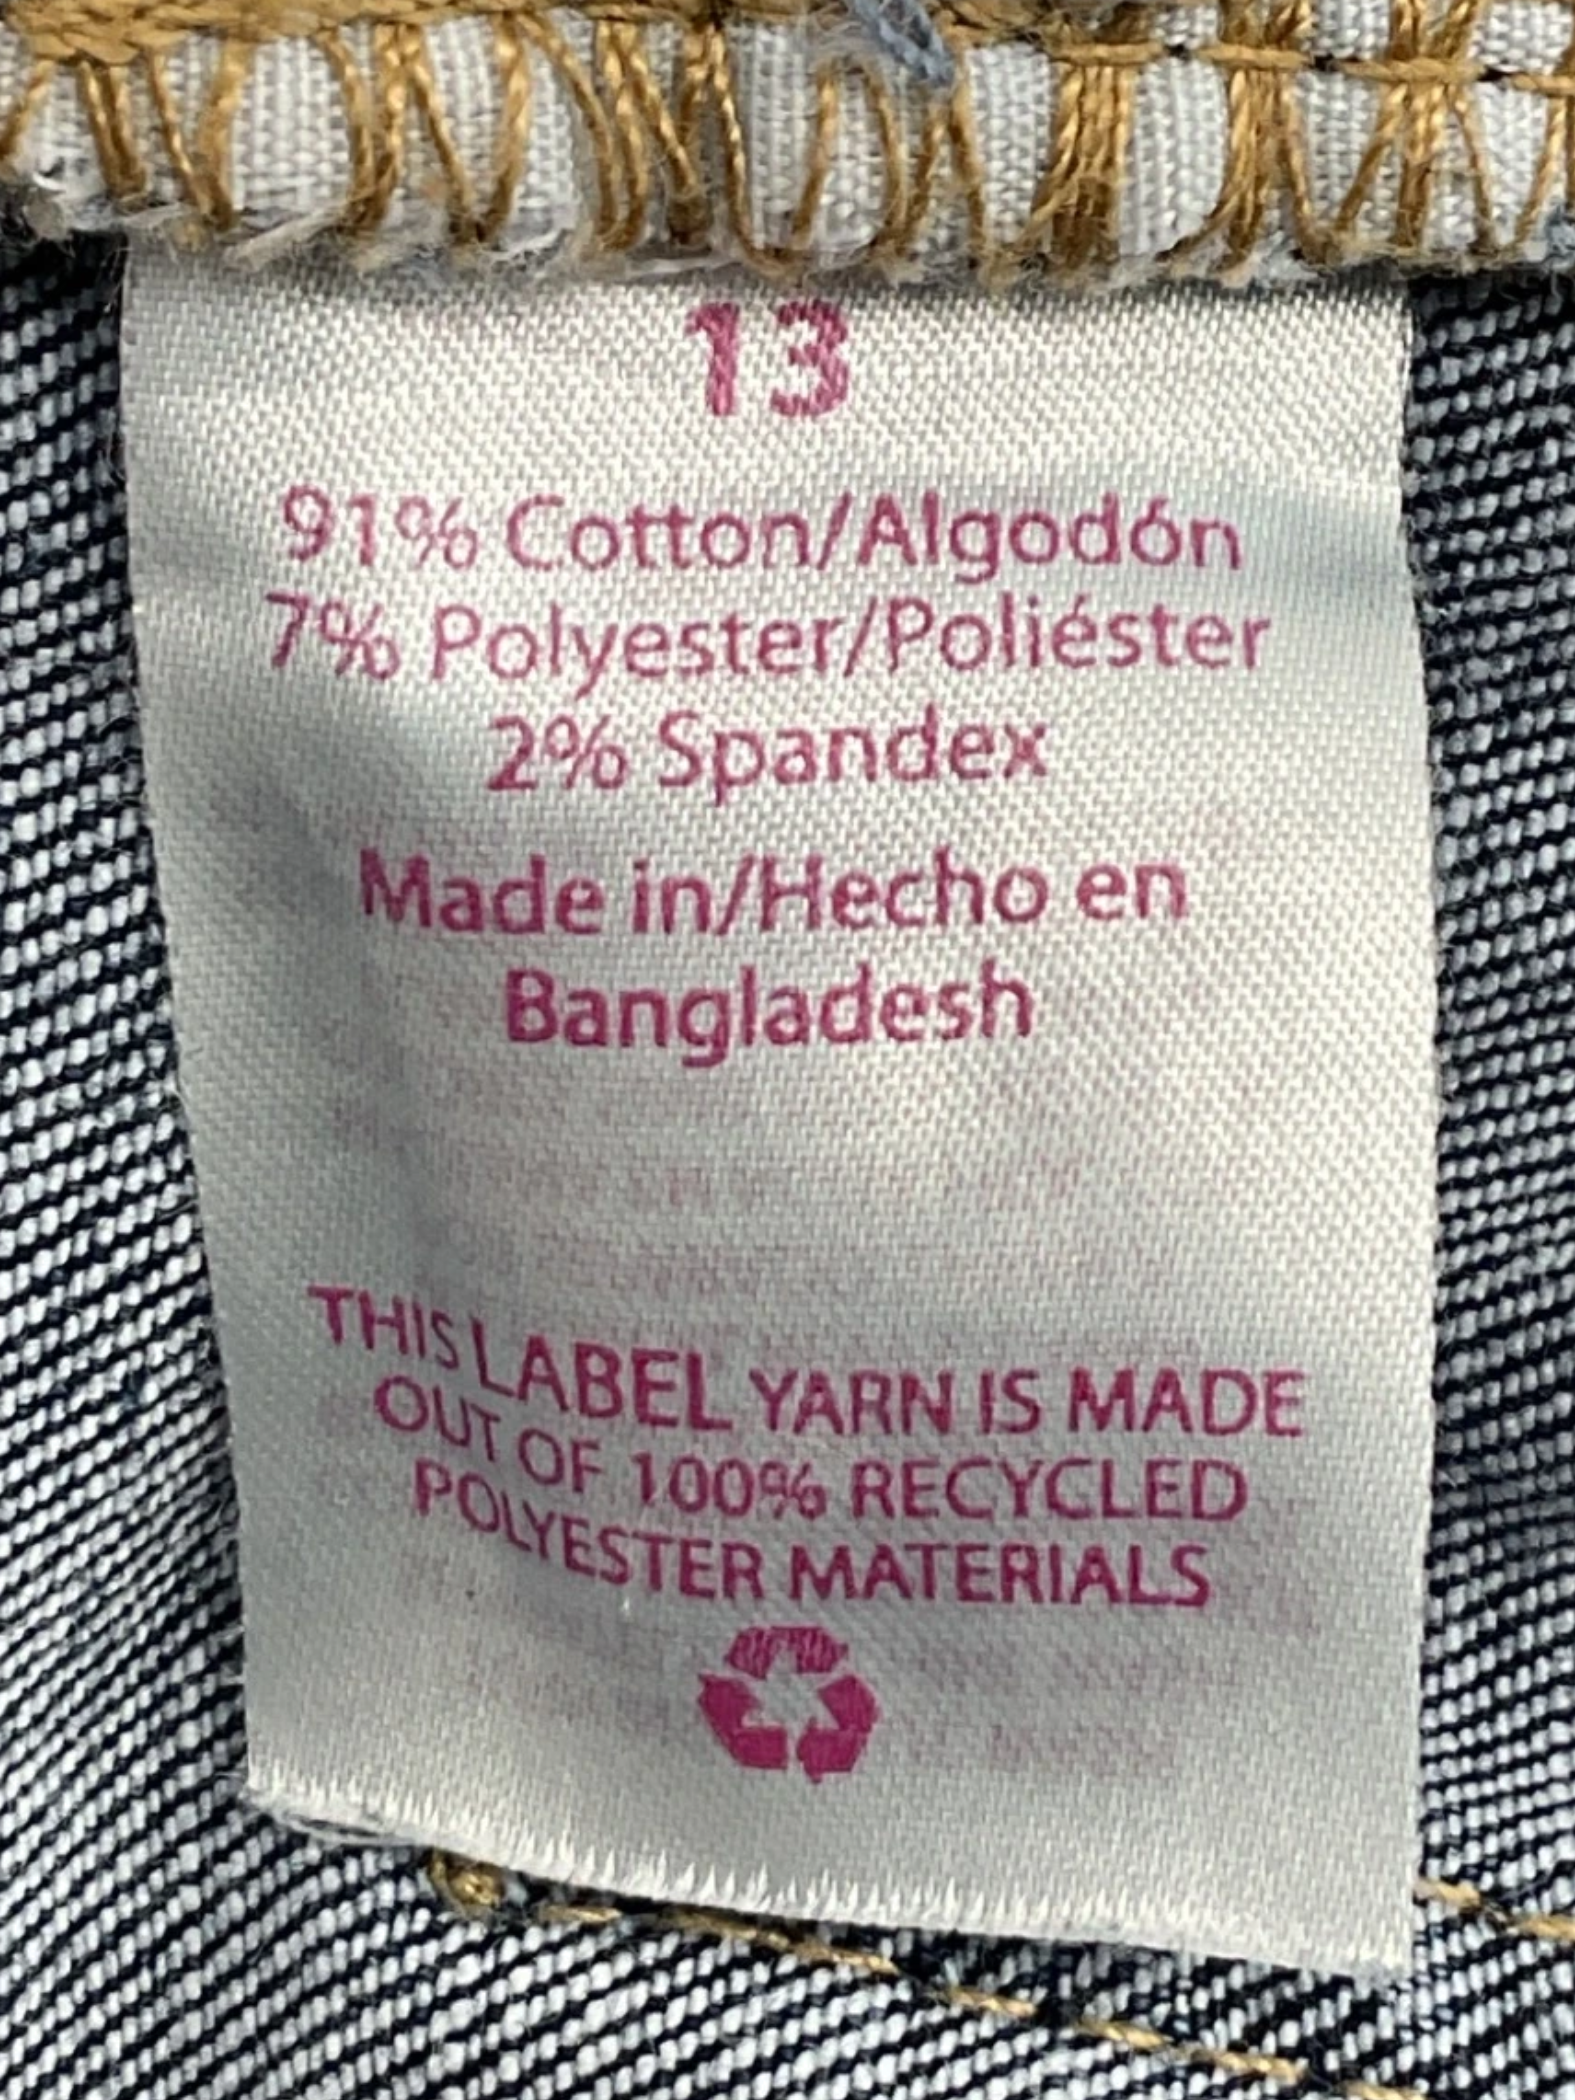 13
91% Cotton/Algodón
7% Polyester/Poliéster
2% Spandex
Made in/Hecho en
Bangladesh
THIS LABEL YARN IS MADE
OUT OF 100% RECYCLED
POLYESTER MATERIALS